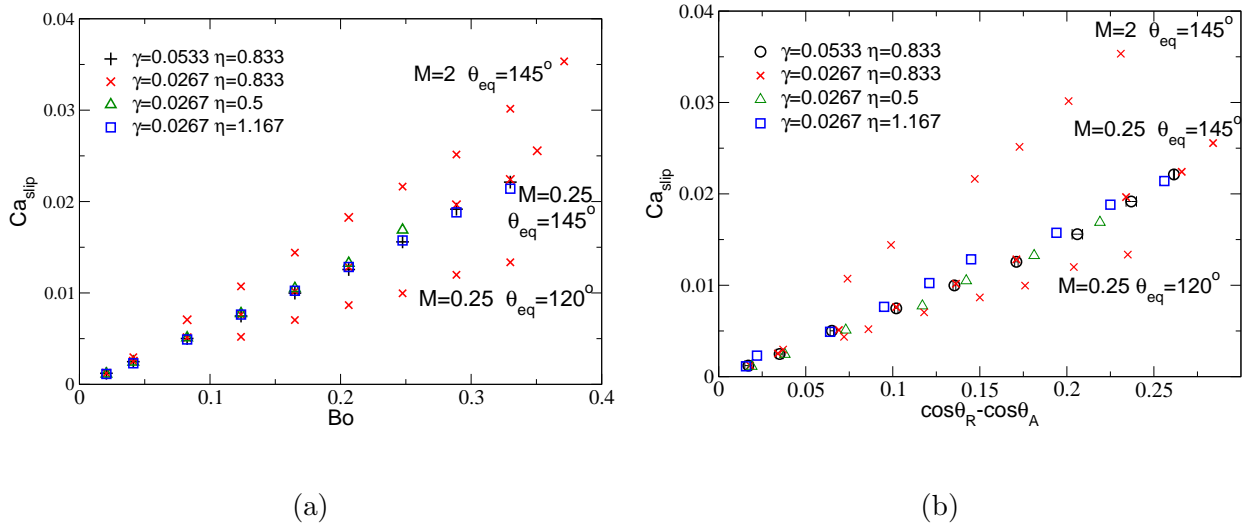 0.04
0.03
0.02
0.01
0
Ca_slip
γ=0.0533 η=0.833
γ=0.0267 η=0.833
γ=0.0267 η=0.5
γ=0.0267 η=1.167
M=2 θ_eq=145°
M=0.25
θ_eq=145°
M=0.25 θ_eq=120°
0 0.1 0.2 0.3 0.4
Bo
(a)
0.04
0.03
0.02
0.01
0
Ca_slip
γ=0.0533 η=0.833
γ=0.0267 η=0.833
γ=0.0267 η=0.5
γ=0.0267 η=1.167
M=2 θ_eq=145°
M=0.25 θ_eq=145°
M=0.25 θ_eq=120°
0 0.05 0.1 0.15 0.2 0.25
cosθ_R-cosθ_A
(b)